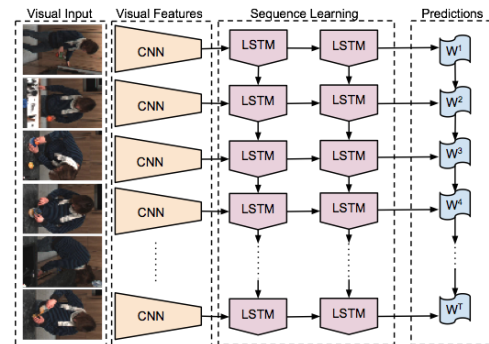 Visual Input Visual Features Sequence Learning Predictions
CNN LSTM LSTM W¹
CNN LSTM LSTM W²
CNN LSTM LSTM W³
CNN LSTM LSTM W⁴
CNN LSTM LSTM Wᵀ